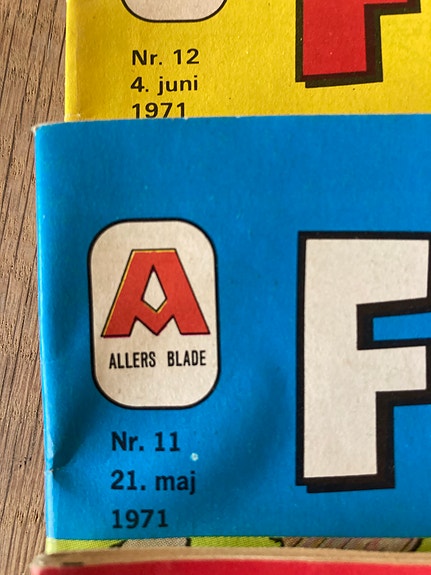 Nr. 12
4. juni
1971
F
A
ALLERS BLADE
F
Nr. 11
21. maj
1971